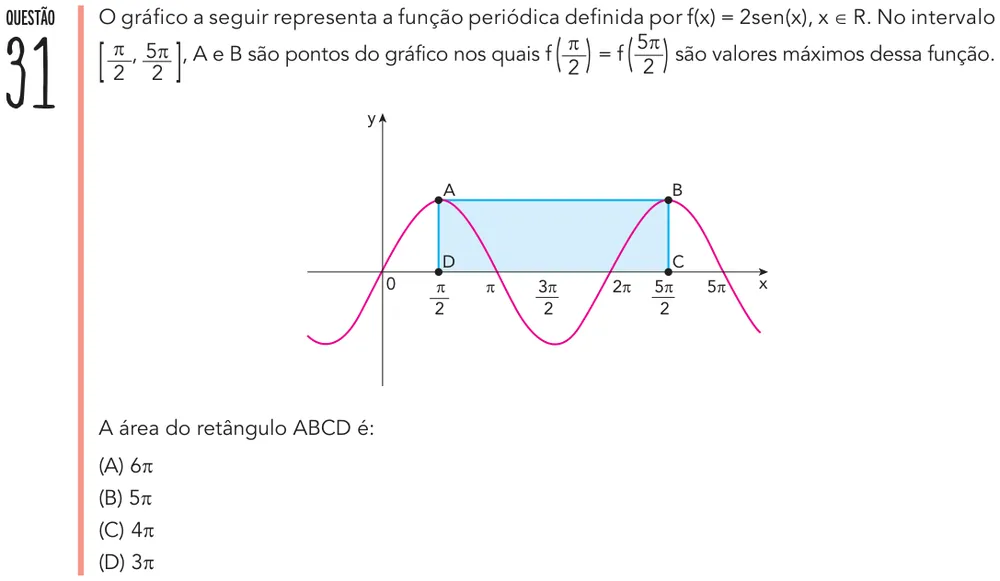 QUESTÃO
31
O gráfico a seguir representa a função periódica definida por f(x) = 2sen(x), x ∈ R. No intervalo
[π/2, 5π/2], A e B são pontos do gráfico nos quais f(π/2) = f(5π/2) são valores máximos dessa função.
y
A B
D C
0 π/2 π 3π/2 2π 5π/2 5π x
A área do retângulo ABCD é:
(A) 6π
(B) 5π
(C) 4π
(D) 3π